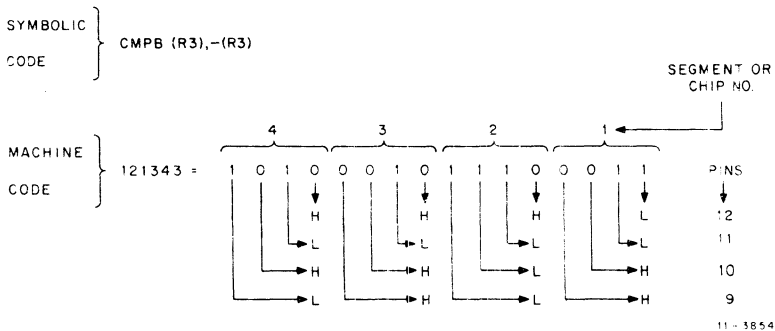 SYMBOLIC
CODE
CMPB (R3),-(R3)
SEGMENT OR
CHIP NO.
4 3 2 1
MACHINE
CODE
121343 = 1 0 1 0 0 0 1 0 1 1 1 0 0 0 1 1 PINS
H H H L 12
L L L L 11
H H L H 10
L H L H 9
11-3854